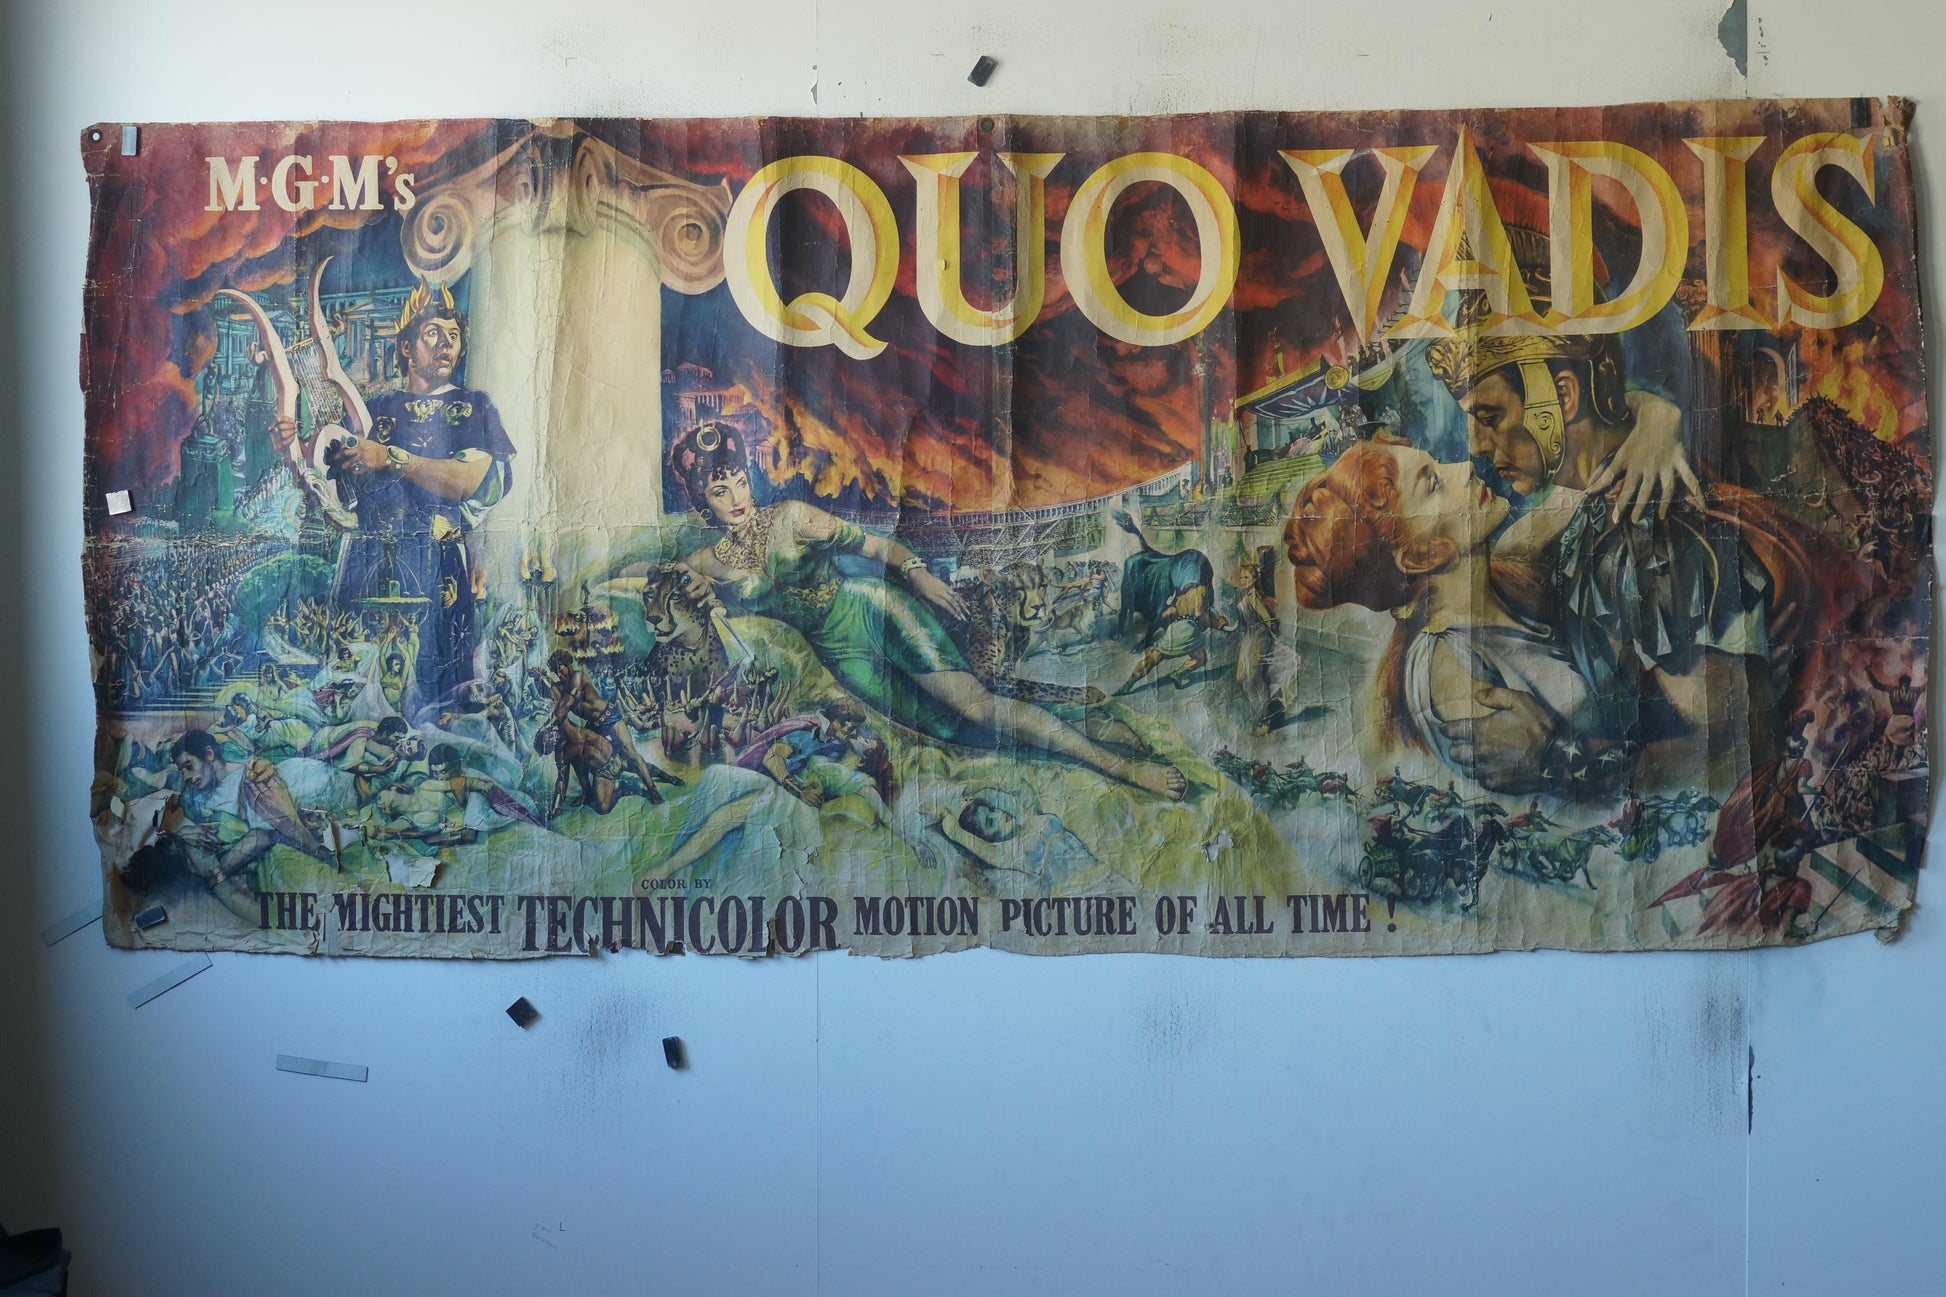 M·G·M's
QUO VADIS
COLOR BY
THE MIGHTIEST TECHNICOLOR MOTION PICTURE OF ALL TIME!